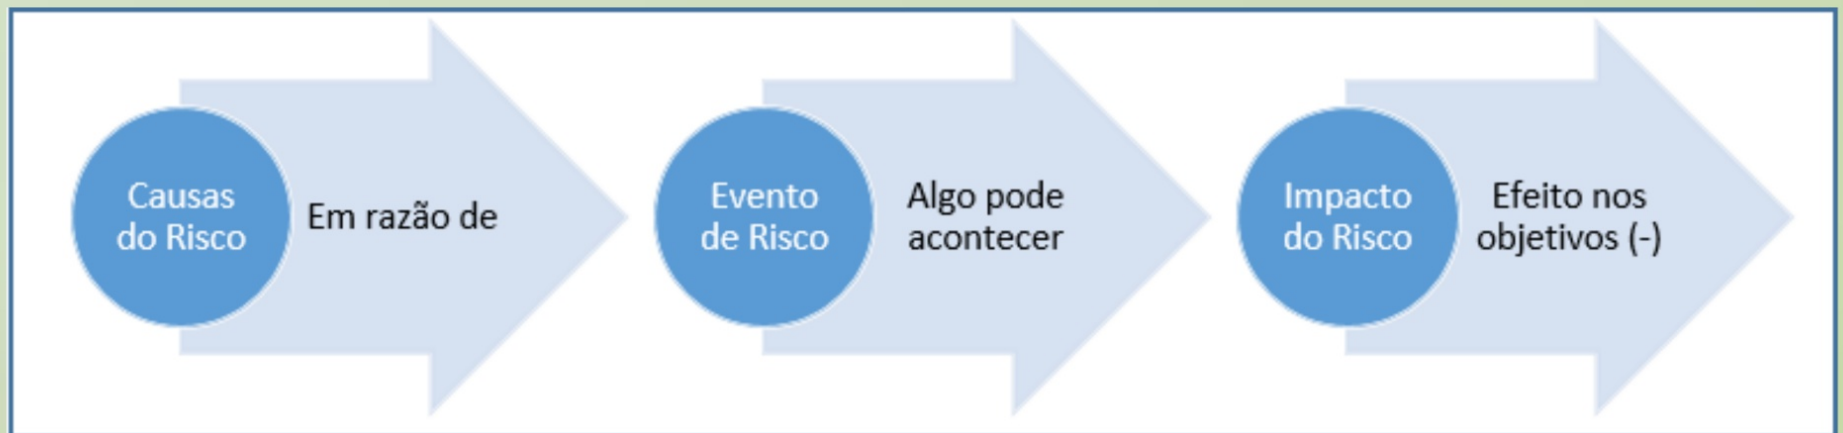 Causas
do Risco
Em razão de
Evento
de Risco
Algo pode
acontecer
Impacto
do Risco
Efeito nos
objetivos (-)